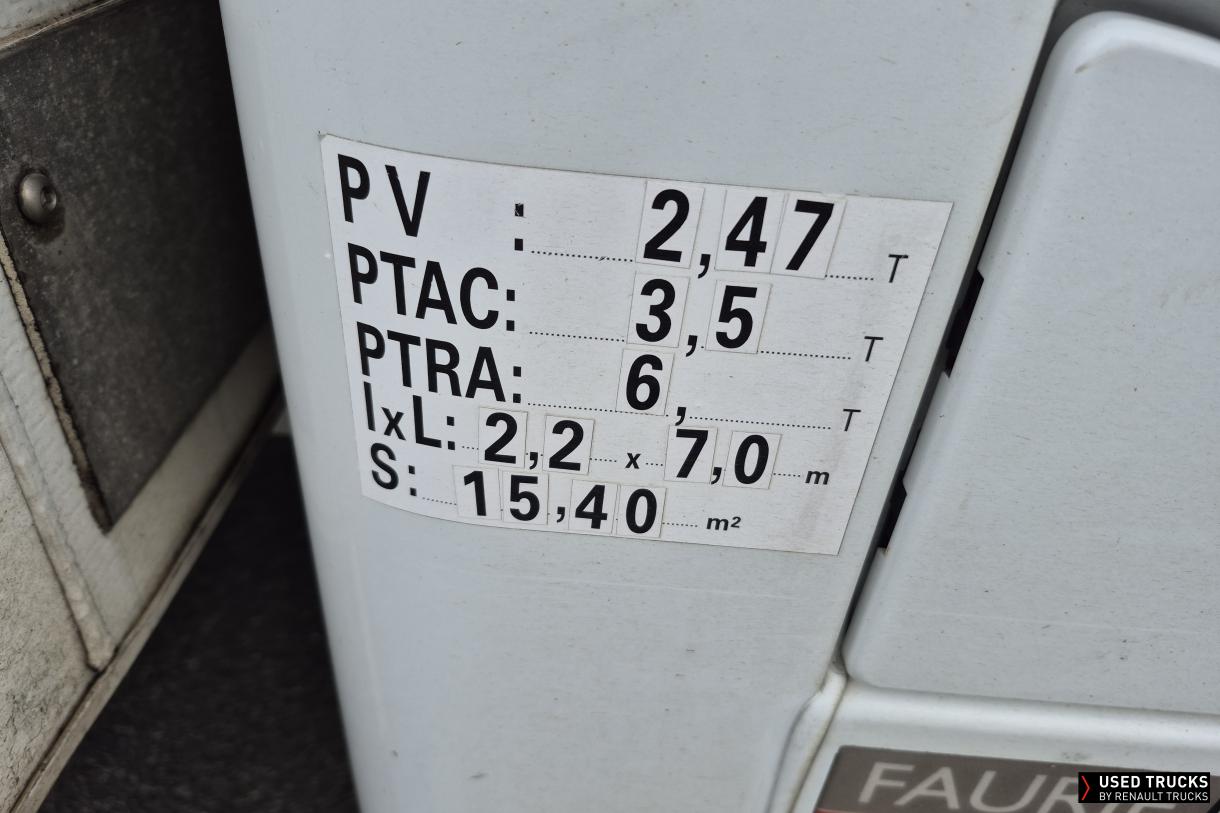 PV : 2,47 T
PTAC: 3,5 T
PTRA: 6, T
lxL: 2,2 x 7,0 m
S: 15,40 m²
USED TRUCKS
BY RENAULT TRUCKS